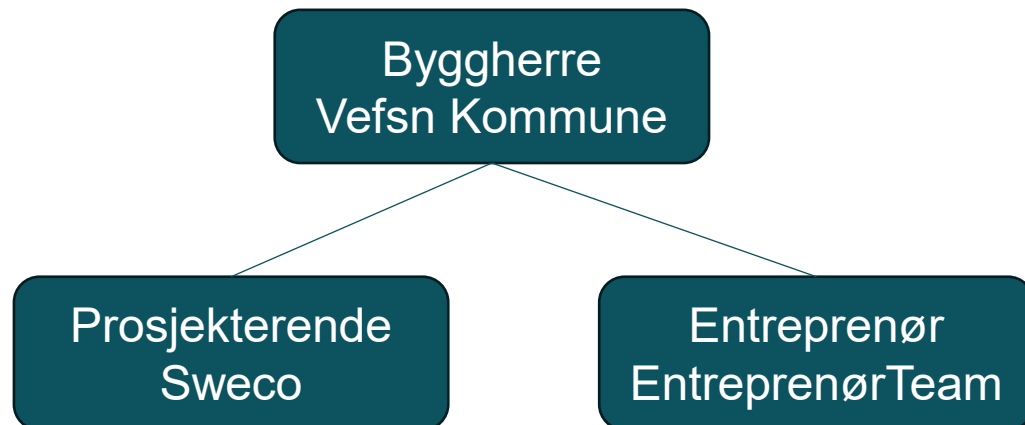 Byggherre
Vefsn Kommune
Prosjekterende
Sweco
Entreprenør
EntreprenørTeam